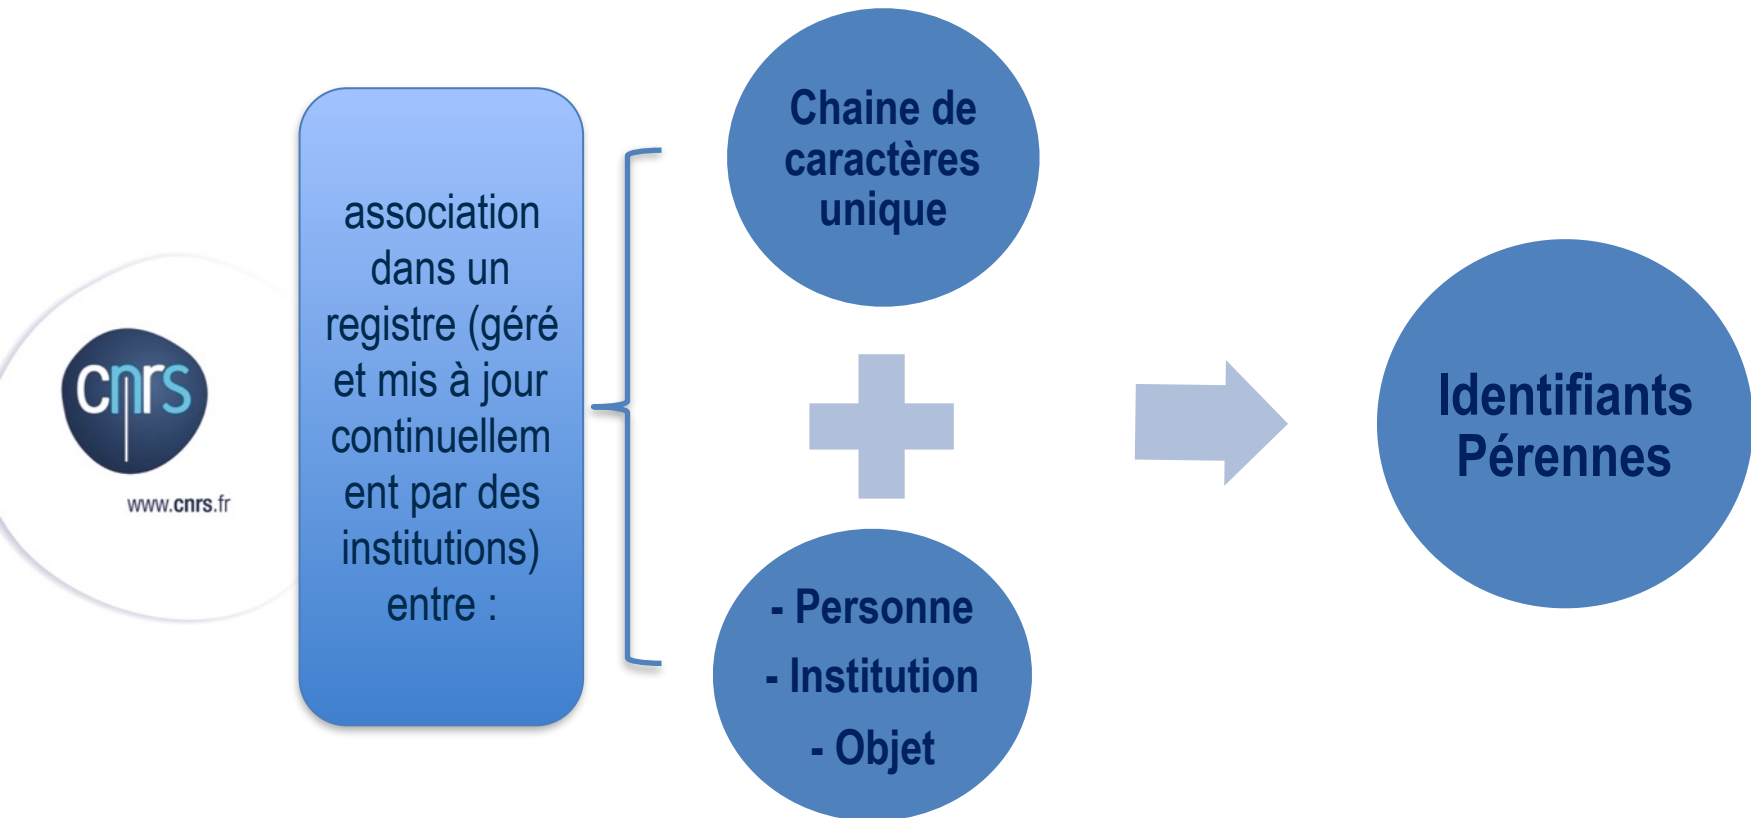 cnrs
www.cnrs.fr
association
dans un
registre (géré
et mis à jour
continuellem
ent par des
institutions)
entre :
Chaine de
caractères
unique
- Personne
- Institution
- Objet
Identifiants
Pérennes